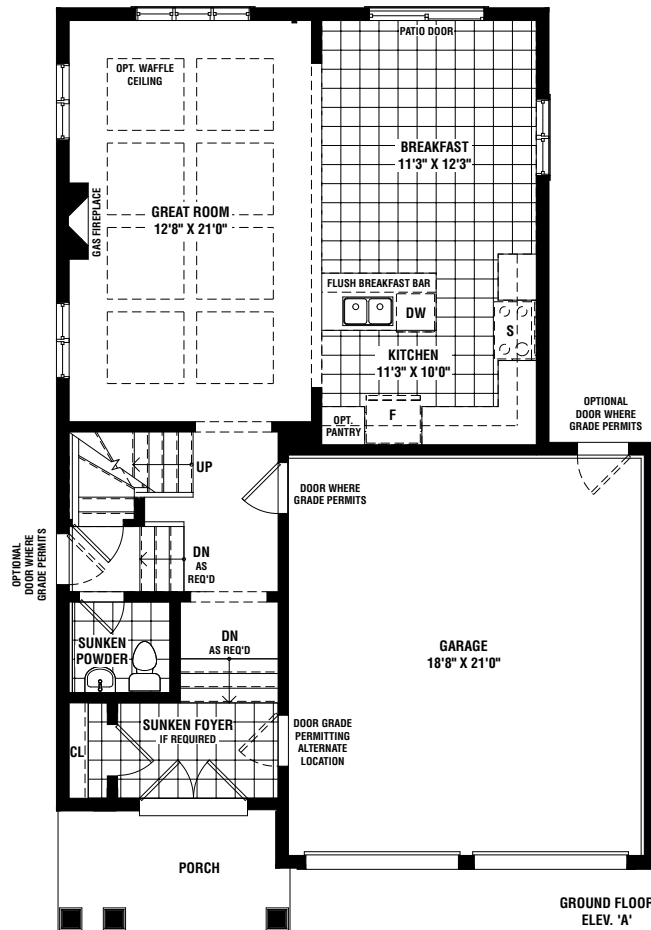 PATIO DOOR
OPT. WAFFLE
CEILING
BREAKFAST
11'3" X 12'3"
GAS FIREPLACE
GREAT ROOM
12'8" X 21'0"
FLUSH BREAKFAST BAR
DW
S
KITCHEN
11'3" X 10'0"
OPT.
PANTRY
F
OPTIONAL
DOOR WHERE
GRADE PERMITS
UP
DOOR WHERE
GRADE PERMITS
OPTIONAL
DOOR WHERE
GRADE PERMITS
DN
AS
REQ'D
DN
AS REQ'D
SUNKEN
POWDER
GARAGE
18'8" X 21'0"
SUNKEN FOYER
IF REQUIRED
CL
DOOR GRADE
PERMITTING
ALTERNATE
LOCATION
PORCH
GROUND FLOOR
ELEV. 'A'